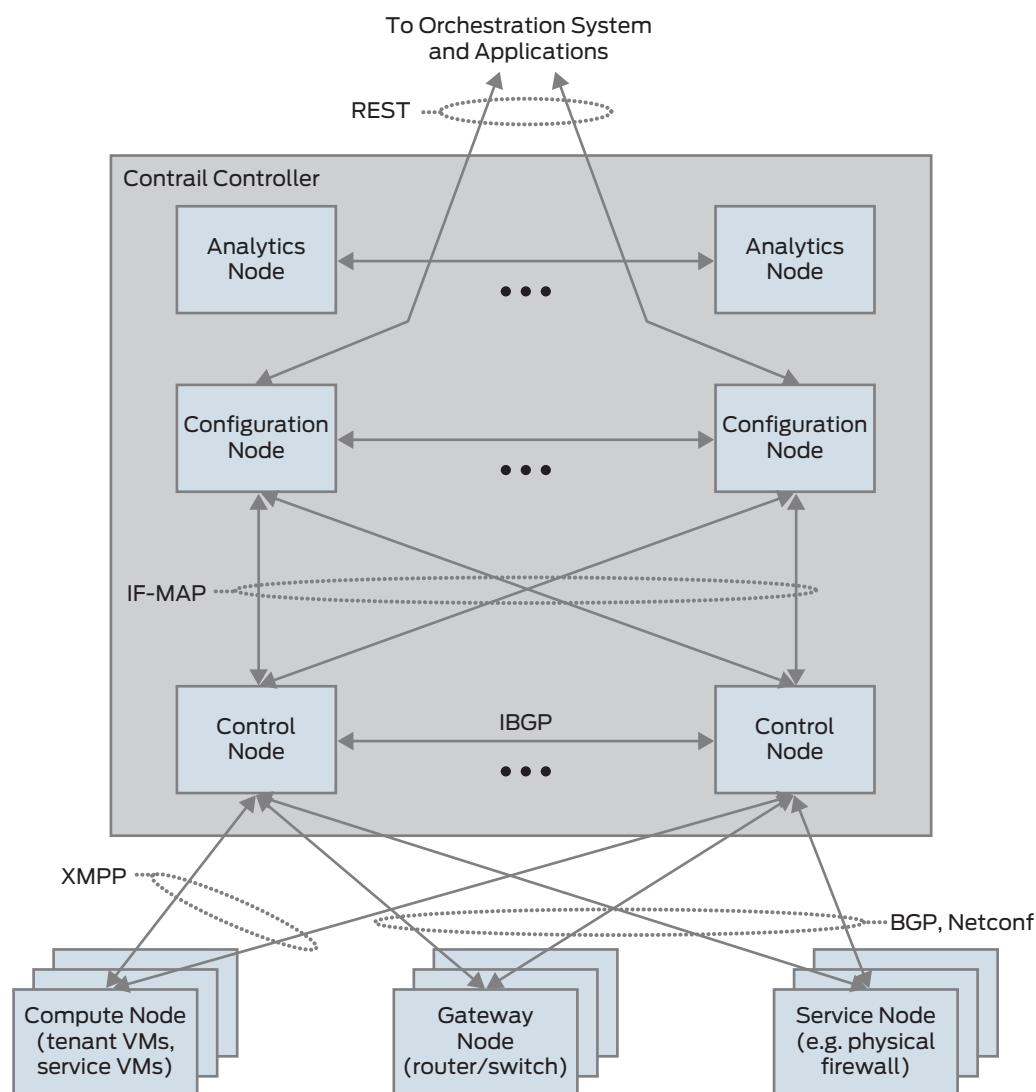 To Orchestration System
and Applications
REST
Contrail Controller
Analytics
Node
Analytics
Node
Configuration
Node
Configuration
Node
IF-MAP
Control
Node
IBGP
Control
Node
XMPP
BGP, Netconf
Compute Node
(tenant VMs,
service VMs)
Gateway
Node
(router/switch)
Service Node
(e.g. physical
firewall)